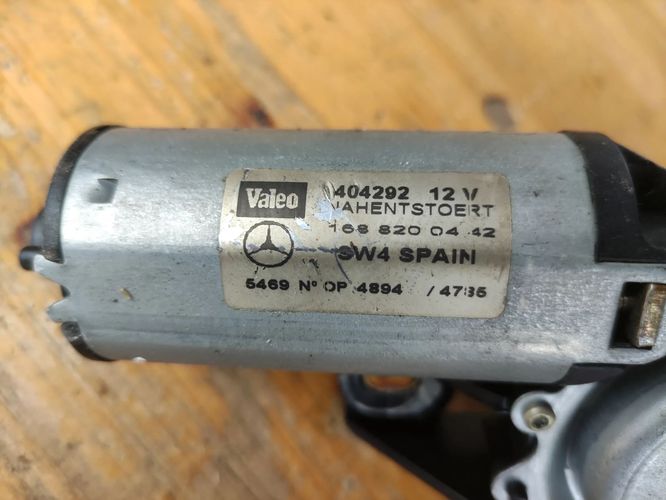 Valeo
404292 12 V
NAHENTSTOERT
168 820 04 42
SW4 SPAIN
5469 Nº OP 4894 / 4785